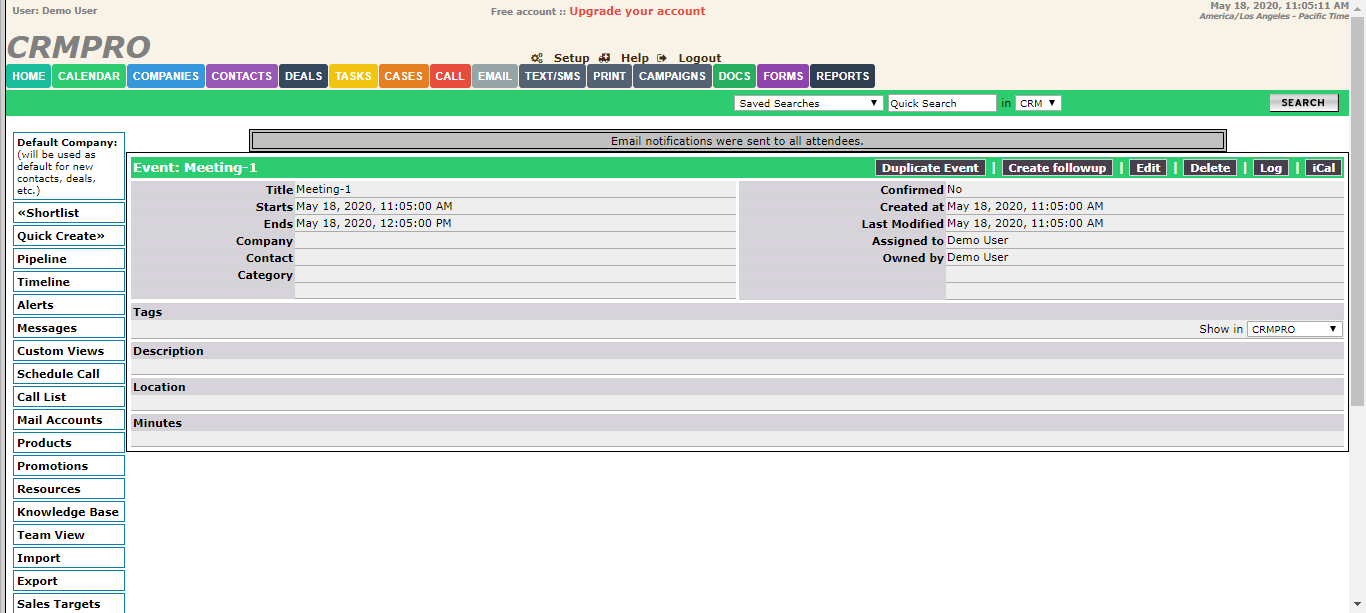 User: Demo User
Free account :: Upgrade your account
May 18, 2020, 11:05:11 AM
America/Los Angeles - Pacific Time
CRMPRO
Setup Help Logout
HOME CALENDAR COMPANIES CONTACTS DEALS TASKS CASES CALL EMAIL TEXT/SMS PRINT CAMPAIGNS DOCS FORMS REPORTS
Saved Searches Quick Search in CRM SEARCH
Default Company:
(will be used as
default for new
contacts, deals,
etc.)
«Shortlist
Quick Create»
Pipeline
Timeline
Alerts
Messages
Custom Views
Schedule Call
Call List
Mail Accounts
Products
Promotions
Resources
Knowledge Base
Team View
Import
Export
Sales Targets
Email notifications were sent to all attendees.
Event: Meeting-1 Duplicate Event | Create followup | Edit | Delete | Log | iCal
Title Meeting-1
Starts May 18, 2020, 11:05:00 AM
Ends May 18, 2020, 12:05:00 PM
Company
Contact
Category
Confirmed No
Created at May 18, 2020, 11:05:00 AM
Last Modified May 18, 2020, 11:05:00 AM
Assigned to Demo User
Owned by Demo User
Tags
Show in CRMPRO
Description
Location
Minutes